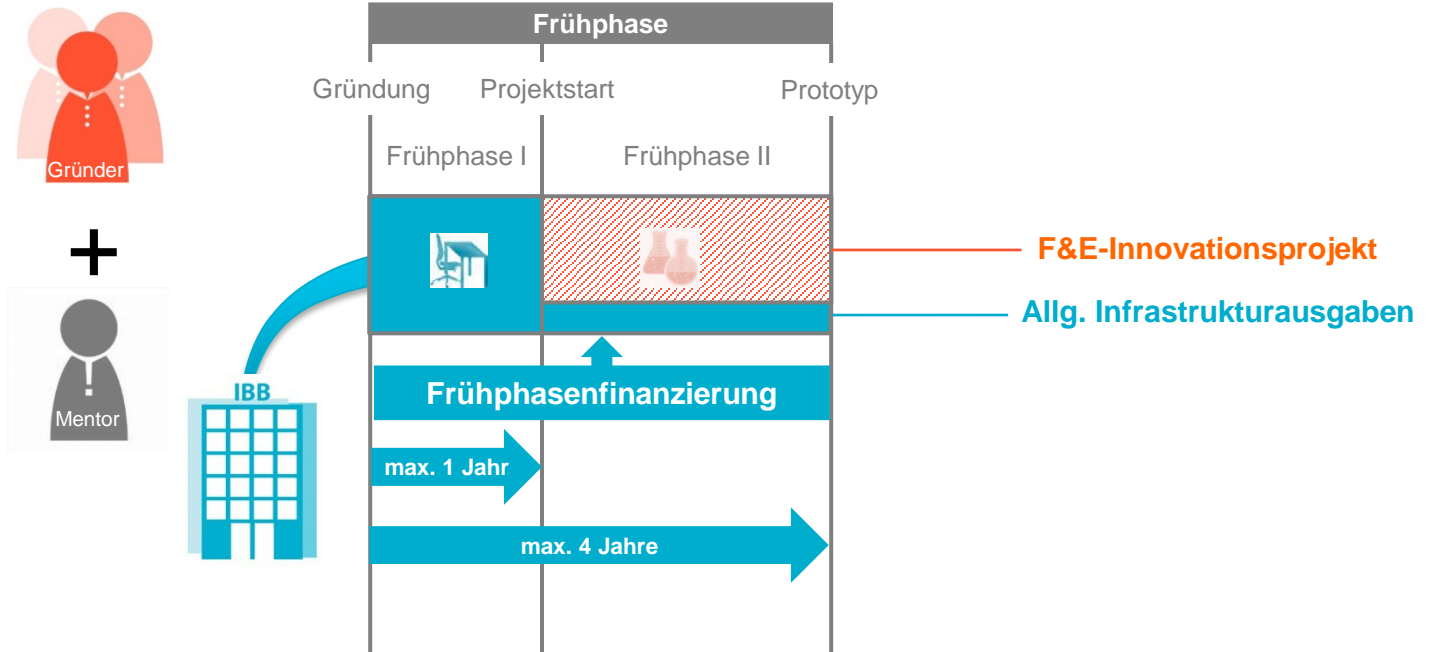 Frühphase
Gründung Projektstart Prototyp
Frühphase I Frühphase II
Gründer
+
Mentor
IBB
F&E-Innovationsprojekt
Allg. Infrastrukturausgaben
Frühphasenfinanzierung
max. 1 Jahr
max. 4 Jahre